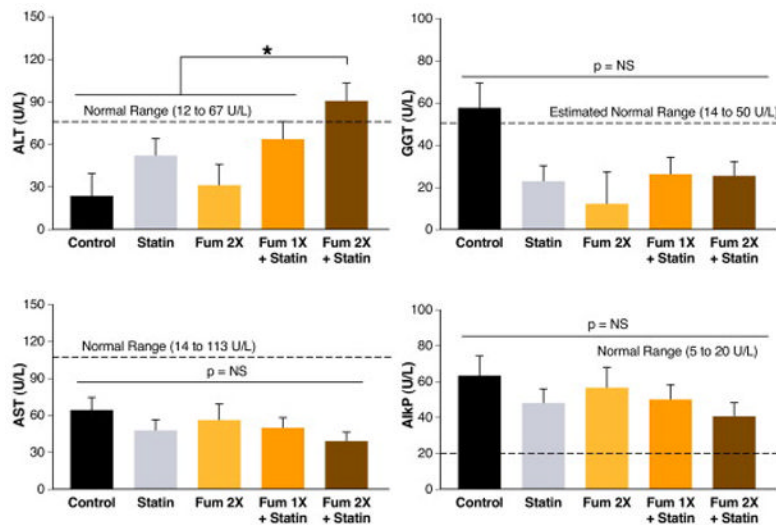 150
120
90
60
30
0
ALT (U/L)
*
Normal Range (12 to 67 U/L)
Control
Statin
Fum 2X
Fum 1X
+ Statin
Fum 2X
+ Statin
100
80
60
40
20
0
GGT (U/L)
p = NS
Estimated Normal Range (14 to 50 U/L)
Control
Statin
Fum 2X
Fum 1X
+ Statin
Fum 2X
+ Statin
150
120
90
60
30
0
AST (U/L)
Normal Range (14 to 113 U/L)
p = NS
Control
Statin
Fum 2X
Fum 1X
+ Statin
Fum 2X
+ Statin
100
80
60
40
20
0
AlkP (U/L)
p = NS
Normal Range (5 to 20 U/L)
Control
Statin
Fum 2X
Fum 1X
+ Statin
Fum 2X
+ Statin